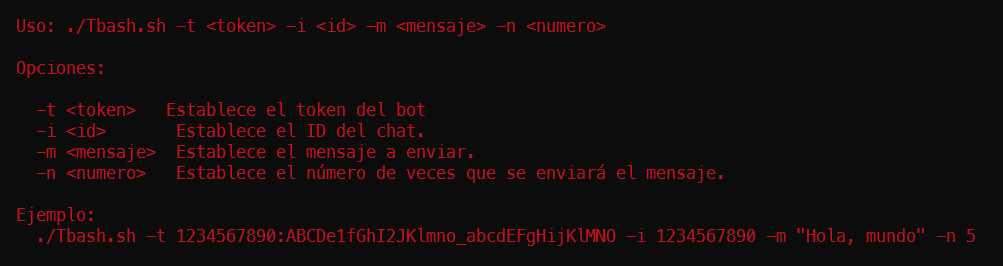 Uso: ./Tbash.sh -t <token> -i <id> -m <mensaje> -n <numero>
Opciones:
-t <token>   Establece el token del bot
-i <id>       Establece el ID del chat.
-m <mensaje>  Establece el mensaje a enviar.
-n <numero>   Establece el número de veces que se enviará el mensaje.
Ejemplo:
./Tbash.sh -t 1234567890:ABCDe1fGhI2JKlmno_abcdEFgHijKlMNO -i 1234567890 -m "Hola, mundo" -n 5